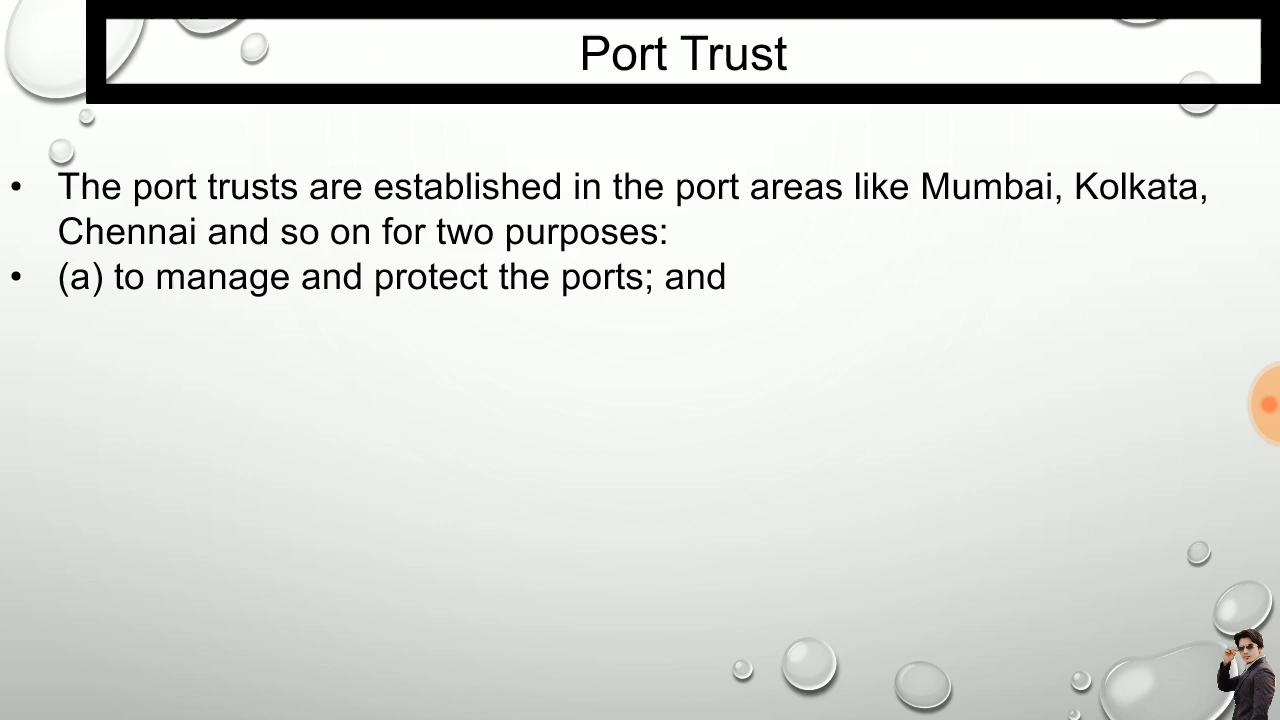 Port Trust
• The port trusts are established in the port areas like Mumbai, Kolkata,
Chennai and so on for two purposes:
• (a) to manage and protect the ports; and